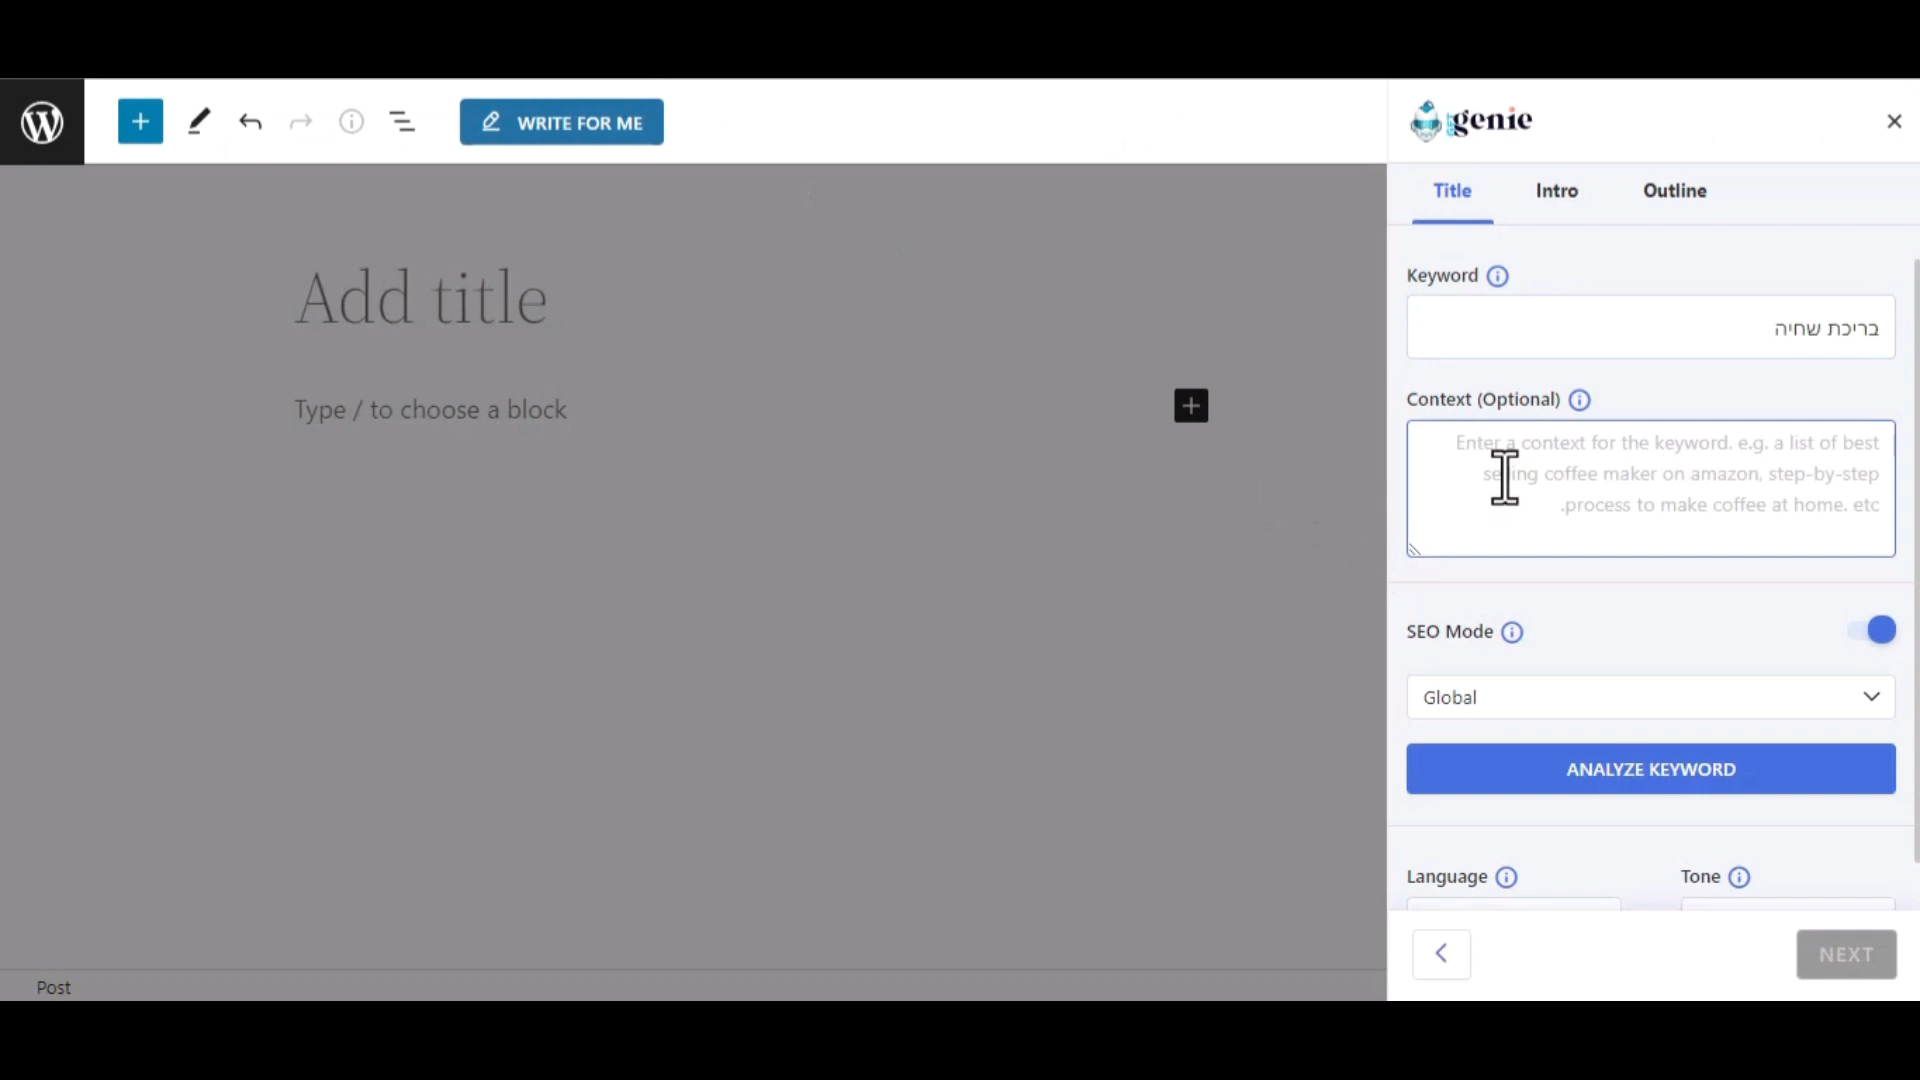 WRITE FOR ME
genie
Title Intro Outline
Add title
Type / to choose a block
Keyword
בריכת שחיה
Context (Optional)
Enter a context for the keyword. e.g. a list of best
selling coffee maker on amazon, step-by-step
.process to make coffee at home. etc
SEO Mode
Global
ANALYZE KEYWORD
Language Tone
NEXT
Post